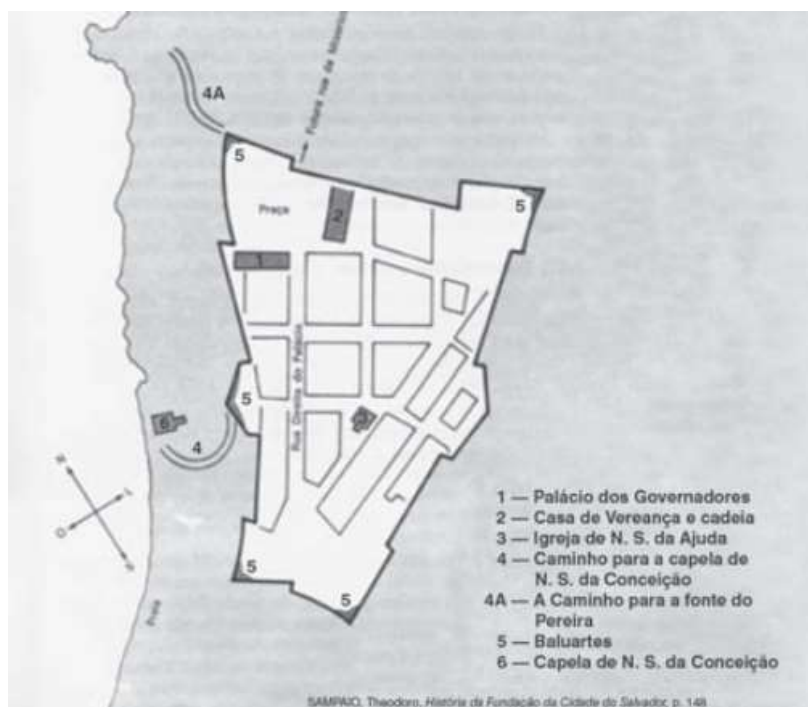 4A
Futura rua da Misericórdia
5
5
Praça
2
1
Rua Direita do Palácio
5
3
6
4
N
L
O
S
5
5
Praia
1 — Palácio dos Governadores
2 — Casa de Vereança e cadeia
3 — Igreja de N. S. da Ajuda
4 — Caminho para a capela de
N. S. da Conceição
4A — A Caminho para a fonte do
Pereira
5 — Baluartes
6 — Capela de N. S. da Conceição
SAMPAIO, Theodoro, História da Fundação da Cidade do Salvador, p. 148